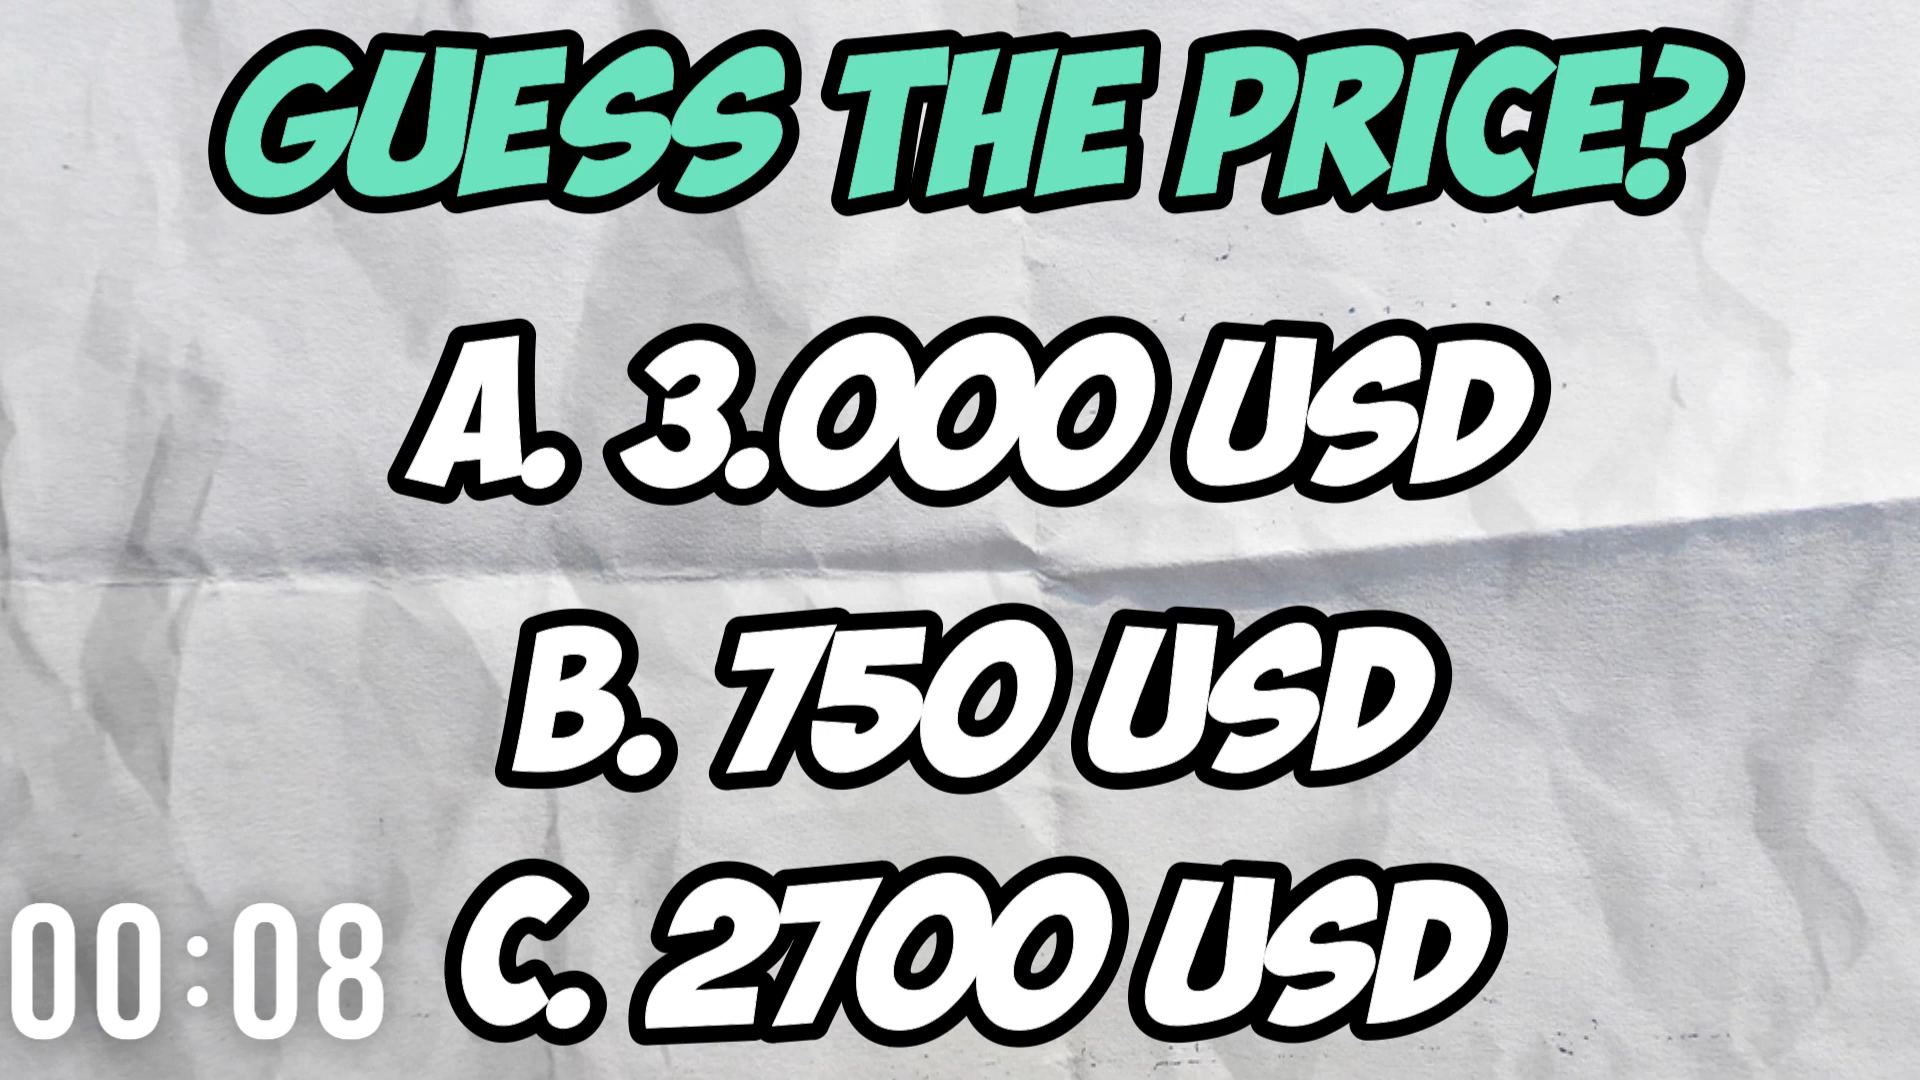 GUESS THE PRICE?
A. 3.000 USD
B. 750 USD
C. 2700 USD
00:08